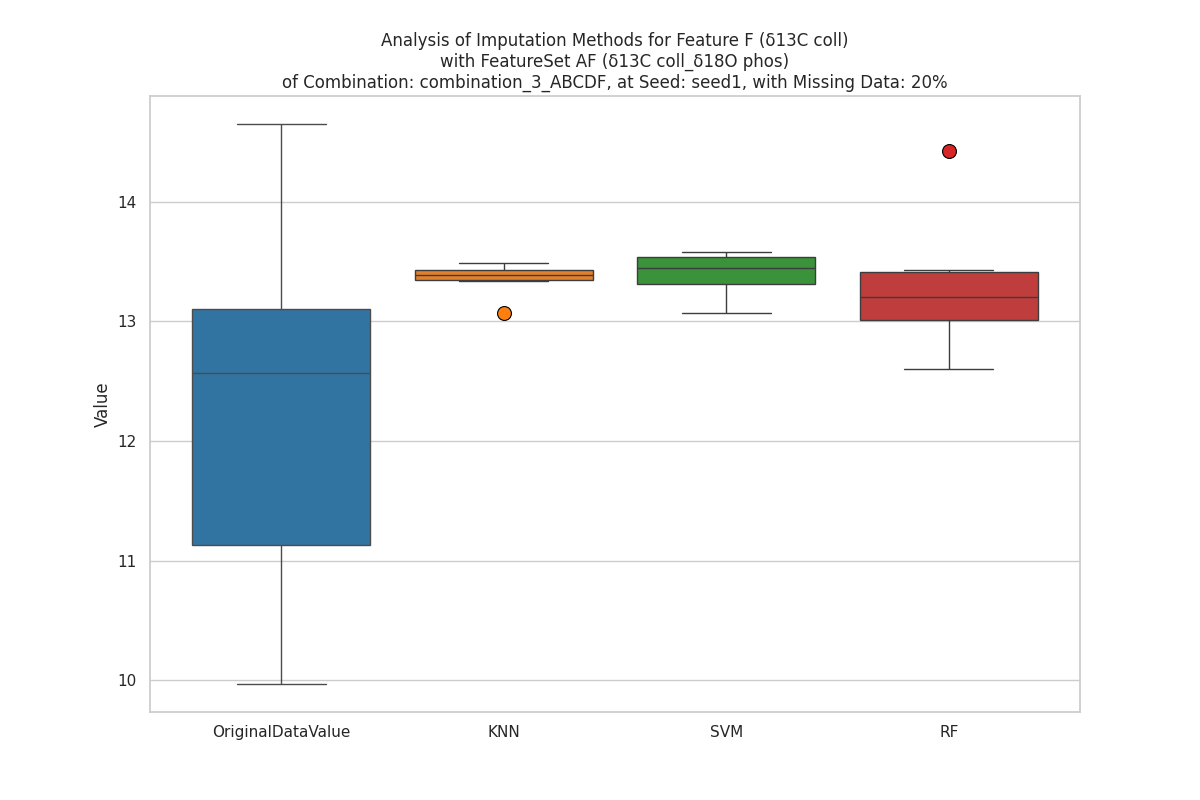 Analysis of Imputation Methods for Feature F (δ13C coll)
with FeatureSet AF (δ13C coll_δ18O phos)
of Combination: combination_3_ABCDF, at Seed: seed1, with Missing Data: 20%
14
13
12
11
10
Value
OriginalDataValue
KNN
SVM
RF